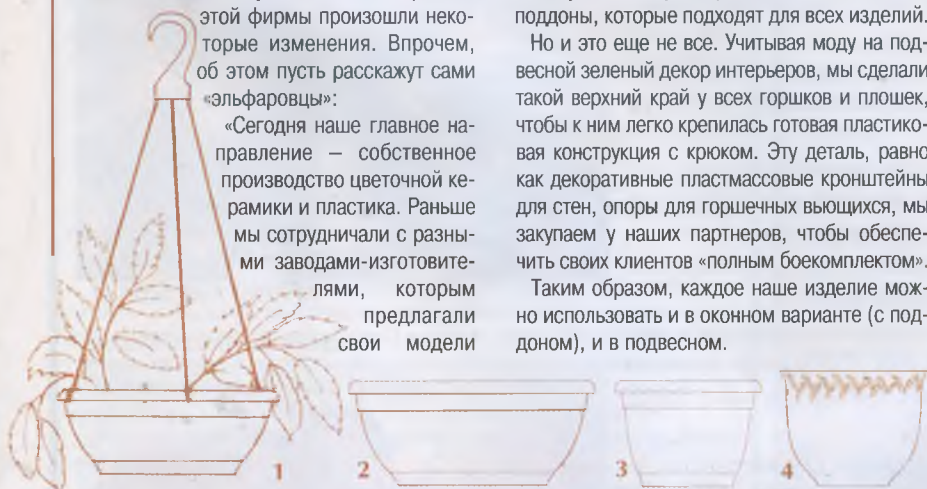 этой фирмы произошли неко-
торые изменения. Впрочем,
об этом пусть расскажут сами
«эльфаровцы»:
«Сегодня наше главное на-
правление — собственное
производство цветочной ке-
рамики и пластика. Раньше
мы сотрудничали с разны-
ми заводами-изготовите-
лями, которым
предлагали
свои модели
поддоны, которые подходят для всех изделий.
Но и это еще не все. Учитывая моду на под-
весной зеленый декор интерьеров, мы сделали
такой верхний край у всех горшков и плошек,
чтобы к ним легко крепилась готовая пластико-
вая конструкция с крюком. Эту деталь, равно
как декоративные пластмассовые кронштейны
для стен, опоры для горшечных вьющихся, мы
закупаем у наших партнеров, чтобы обеспе-
чить своих клиентов «полным боекомплектом».
Таким образом, каждое наше изделие мож-
но использовать и в оконном варианте (с под-
доном), и в подвесном.
1 2 3 4